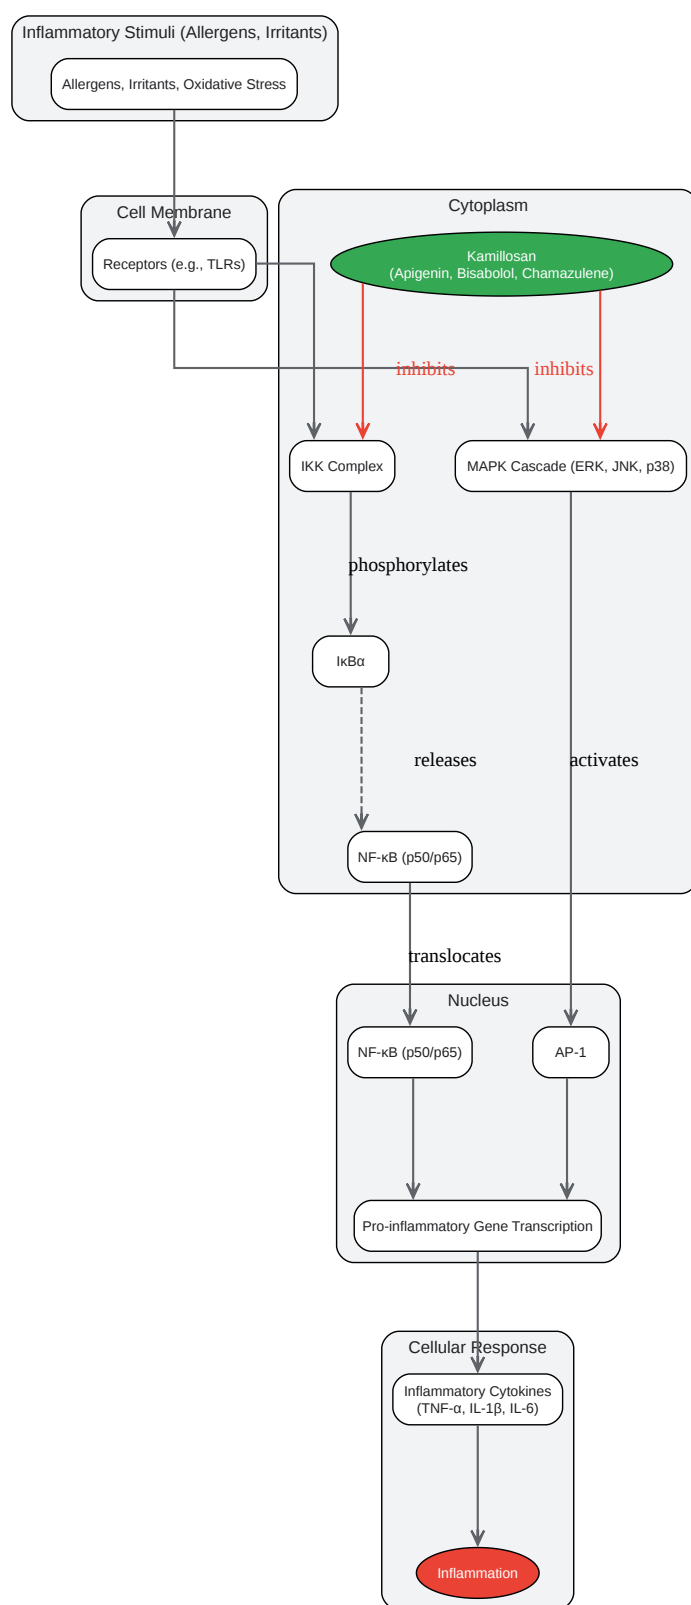 Inflammatory Stimuli (Allergens, Irritants)
Allergens, Irritants, Oxidative Stress
Cell Membrane
Receptors (e.g., TLRs)
Cytoplasm
Kamillosan
(Apigenin, Bisabolol, Chamazulene)
inhibits
inhibits
IKK Complex
MAPK Cascade (ERK, JNK, p38)
phosphorylates
IκBα
releases
activates
NF-κB (p50/p65)
translocates
Nucleus
NF-κB (p50/p65)
AP-1
Pro-inflammatory Gene Transcription
Cellular Response
Inflammatory Cytokines
(TNF-α, IL-1β, IL-6)
Inflammation